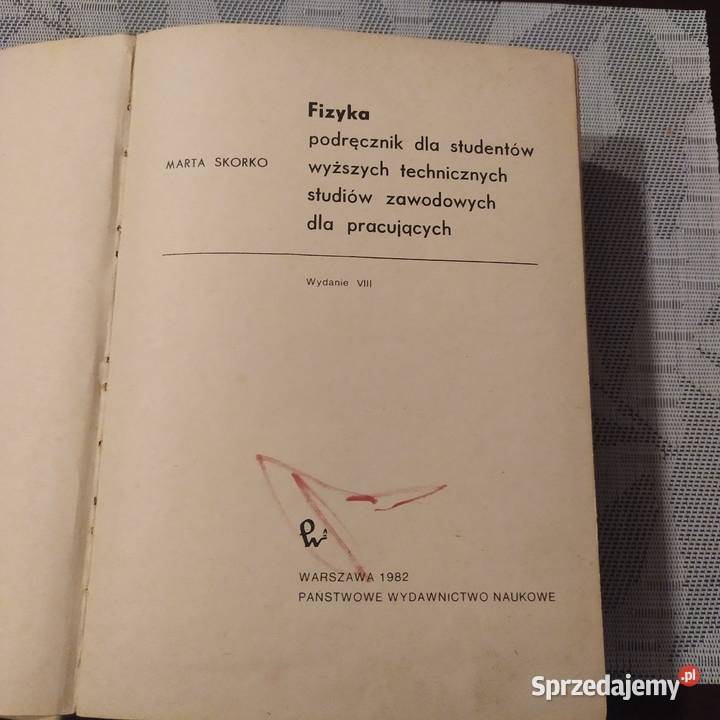 MARTA SKORKO
Fizyka
podręcznik dla studentów
wyższych technicznych
studiów zawodowych
dla pracujących
Wydanie VIII
WARSZAWA 1982
PAŃSTWOWE WYDAWNICTWO NAUKOWE
Sprzedajemy.pl